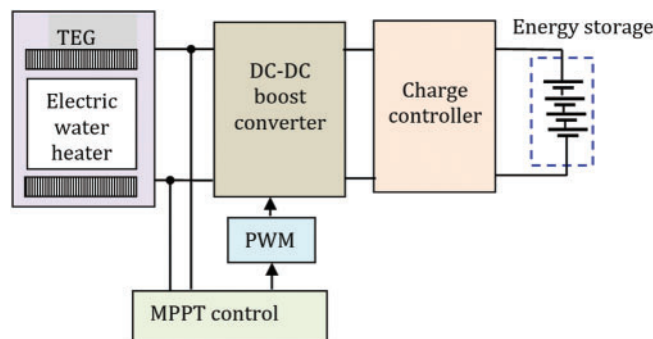 TEG
Electric
water
heater
DC-DC
boost
converter
Charge
controller
Energy storage
PWM
MPPT control